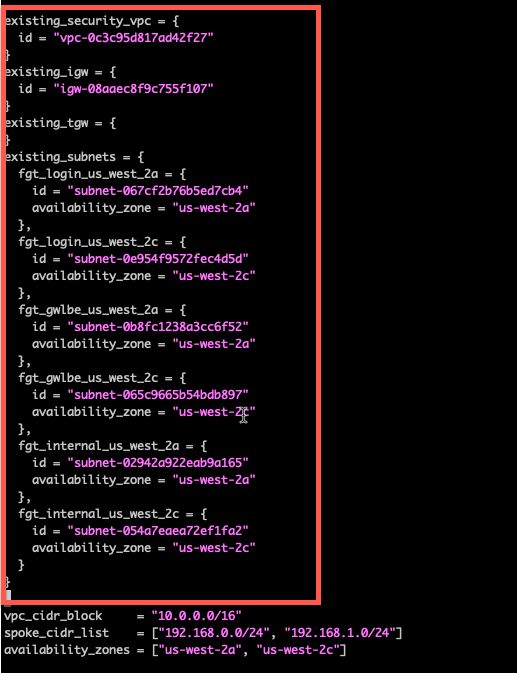 existing_security_vpc = {
  id = "vpc-0c3c95d817ad42f27"
}
existing_igw = {
  id = "igw-08aaec8f9c755f107"
}
existing_tgw = {
}
existing_subnets = {
  fgt_login_us_west_2a = {
    id = "subnet-067cf2b76b5ed7cb4"
    availability_zone = "us-west-2a"
  },
  fgt_login_us_west_2c = {
    id = "subnet-0e954f9572fec4d5d"
    availability_zone = "us-west-2c"
  },
  fgt_gwlbe_us_west_2a = {
    id = "subnet-0b8fc1238a3cc6f52"
    availability_zone = "us-west-2a"
  },
  fgt_gwlbe_us_west_2c = {
    id = "subnet-065c9665b54bdb897"
    availability_zone = "us-west-2c"
  },
  fgt_internal_us_west_2a = {
    id = "subnet-02942a922eab9a165"
    availability_zone = "us-west-2a"
  },
  fgt_internal_us_west_2c = {
    id = "subnet-054a7eaea72ef1fa2"
    availability_zone = "us-west-2c"
  }
}
vpc_cidr_block     = "10.0.0.0/16"
spoke_cidr_list    = ["192.168.0.0/24", "192.168.1.0/24"]
availability_zones = ["us-west-2a", "us-west-2c"]